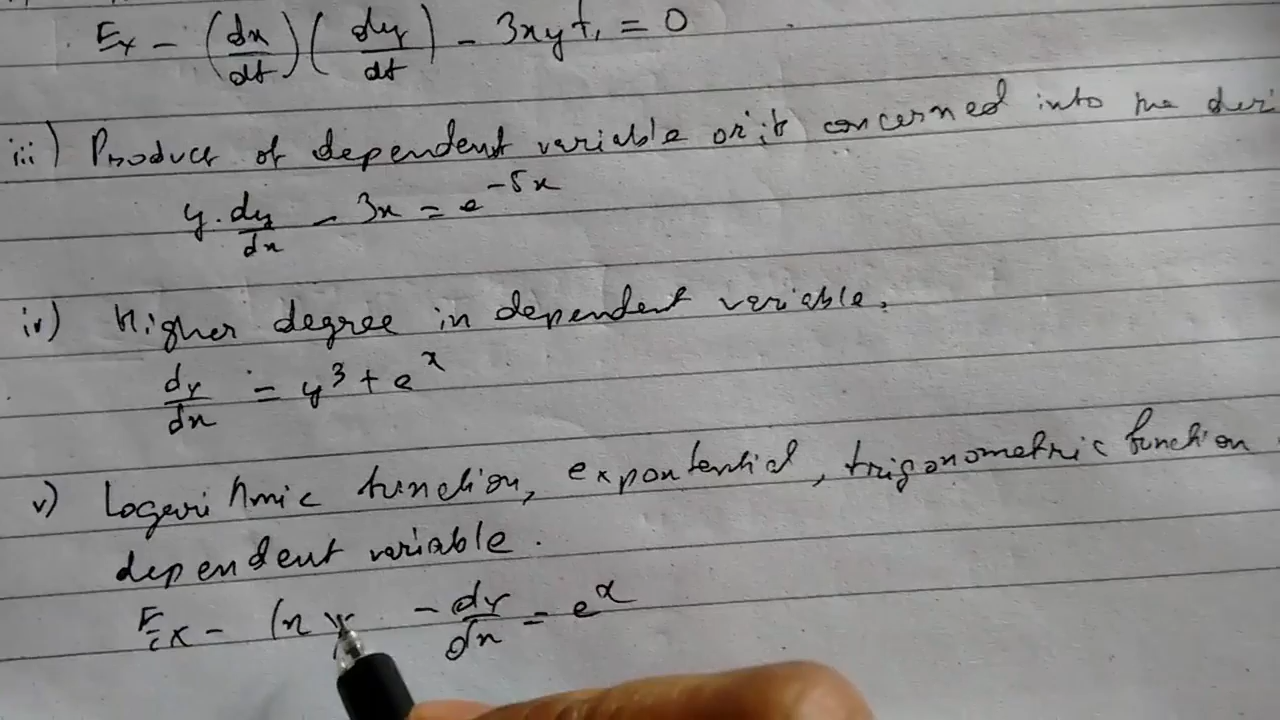 Ex - (dx/dt)(dy/dt) - 3xy + 1 = 0
iii) Product of dependent variable or it concerned into the deri
y. dy/dx - 3x = e^-5x
iv) Higher degree in dependent variable.
dy/dx = y^3 + e^x
v) Logarithmic function, exponential, trigonometric function
dependent variable.
Ex - ln y - dy/dx = e^x